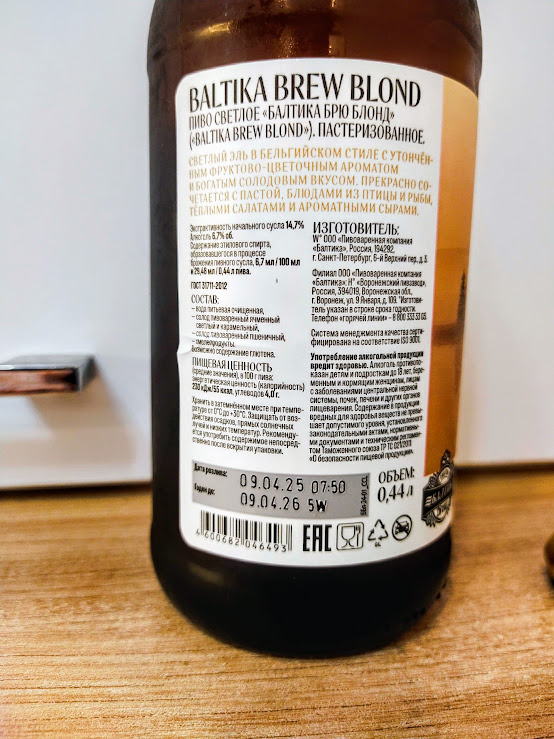 BALTIKA BREW BLOND
ПИВО СВЕТЛОЕ «БАЛТИКА БРЮ БЛОНД»
(«BALTIKA BREW BLOND»). ПАСТЕРИЗОВАННОЕ.
СВЕТЛЫЙ ЭЛЬ В БЕЛЬГИЙСКОМ СТИЛЕ С УТОНЧЁН-
НЫМ ФРУКТОВО-ЦВЕТОЧНЫМ АРОМАТОМ
И БОГАТЫМ СОЛОДОВЫМ ВКУСОМ. ПРЕКРАСНО СО-
ЧЕТАЕТСЯ С ПАСТОЙ, БЛЮДАМИ ИЗ ПТИЦЫ И РЫБЫ,
ТЁПЛЫМИ САЛАТАМИ И АРОМАТНЫМИ СЫРАМИ.
Экстрактивность начального сусла 14,7%
Алкоголь 6,7% об.
Содержание этилового спирта,
образовавшегося в процессе
брожения пивного сусла, 6,7 мл / 100 мл
и 29,48 мл / 0,44 л пива.
ГОСТ 31711-2012
СОСТАВ:
– вода питьевая очищенная,
– солод пивоваренный ячменный
светлый и карамельный,
– солод пивоваренный пшеничный,
– хмелепродукты.
Возможно содержание глютена.
ПИЩЕВАЯ ЦЕННОСТЬ
(средние значения), в 100 г пива:
энергетическая ценность (калорийность)
230 кДж/55 ккал, углеводов 4,0 г.
Хранить в затемнённом месте при темпе-
ратуре от 0°С до +30°С. Защищать от воз-
действия осадков, прямых солнечных
лучей и низких температур. Рекоменду-
ется употребить содержимое непосред-
ственно после вскрытия упаковки.
ИЗГОТОВИТЕЛЬ:
W° ООО «Пивоваренная компания
«Балтика», Россия, 194292,
г. Санкт-Петербург, 6-й Верхний пер., д. 3.
Филиал ООО «Пивоваренная компания
«Балтика»: Н° «Воронежский пивзавод»,
Россия, 394019, Воронежская обл.,
г. Воронеж, ул. 9 Января, д. 109. °Изготови-
тель указан в строке срока годности.
Телефон «горячей линии» – 8 800 333 33 03.
Система менеджмента качества серти-
фицирована на соответствие ISO 9001.
Употребление алкогольной продукции
вредит здоровью. Алкоголь противопо-
казан детям и подросткам до 18 лет, бере-
менным и кормящим женщинам, лицам
с заболеваниями центральной нервной
системы, почек, печени и других органов
пищеварения. Содержание в продукции
вредных для здоровья веществ не превы-
шает допустимого уровня, установленного
законодательными актами, нормативны-
ми документами и техническим регламен-
том Таможенного союза ТР ТС 021/2011
«О безопасности пищевой продукции».
Дата розлива: 09.04.25 07:50
Годен до: 09.04.26 5W
ОБЪЕМ:
0,44 л
4600682046493
EAC